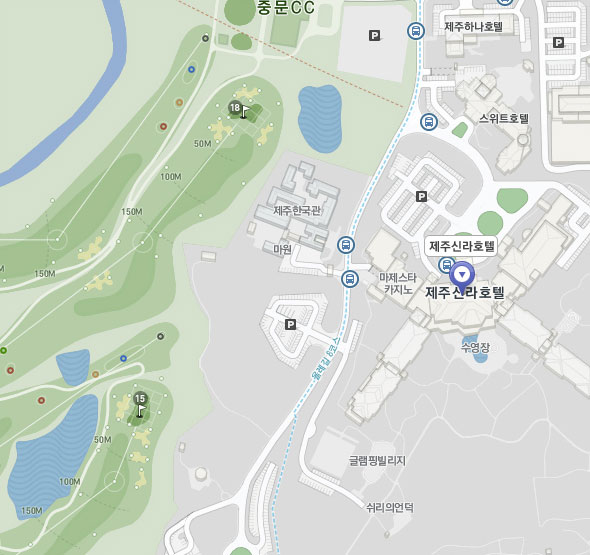 중문CC
P
제주하나호텔
P
18
50M
스위트호텔
100M
150M
제주한국관
P
마원
제주신라호텔
마제스타
카지노
제주신라호텔
150M
P
올레길 8코스
수영장
15
50M
100M
글램핑빌리지
150M
쉬리의언덕